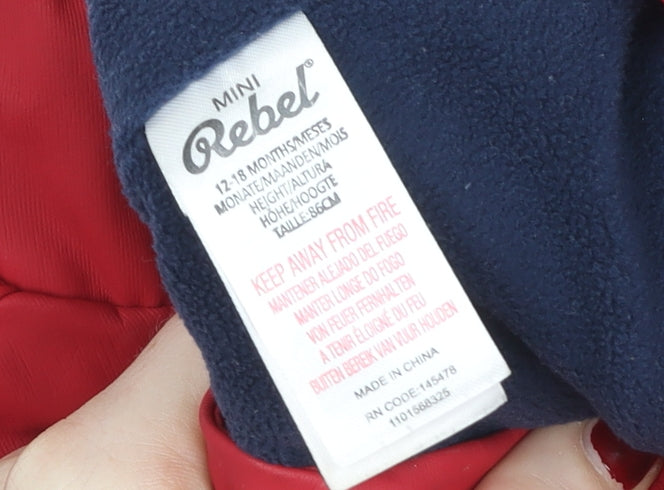 MINI
Rebel®
12-18 MONTHS/MESES
MONATE/MAANDEN/MOIS
HEIGHT/ALTURA
HÖHE/HOOGTE
TAILLE:86CM
KEEP AWAY FROM FIRE
MANTENER ALEJADO DEL FUEGO
MANTER LONGE DO FOGO
VON FEUER FERNHALTEN
A TENIR ÉLOIGNÉ DU FEU
BUITEN BEREIK VAN VUUR HOUDEN
MADE IN CHINA
RN CODE:145478
1101568325